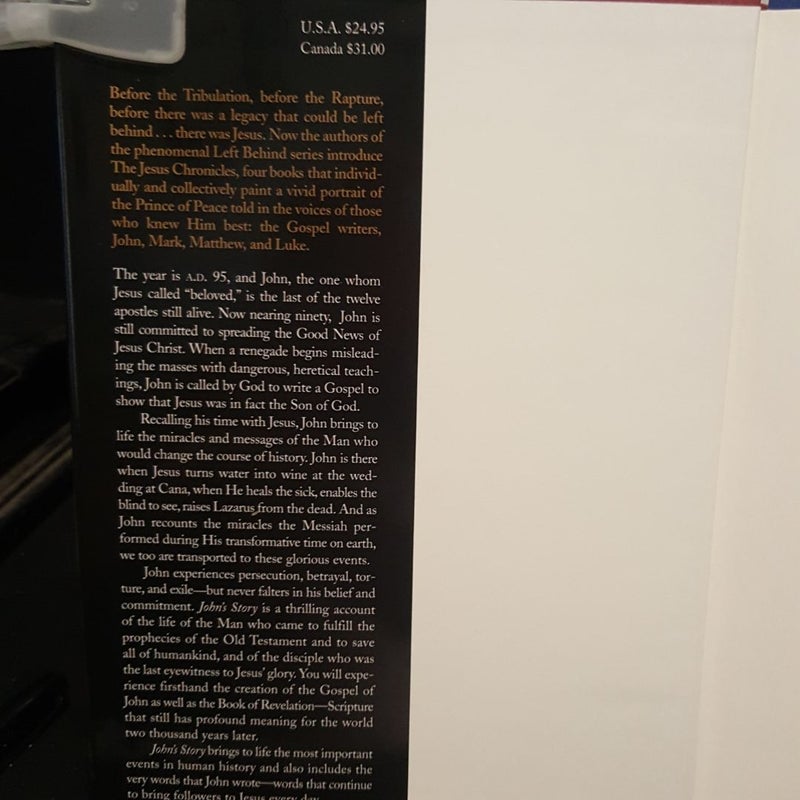 U.S.A. $24.95
Canada $31.00
Before the Tribulation, before the Rapture,
before there was a legacy that could be left
behind . . . there was Jesus. Now the authors of
the phenomenal Left Behind series introduce
The Jesus Chronicles, four books that individ-
ually and collectively paint a vivid portrait of
the Prince of Peace told in the voices of those
who knew Him best: the Gospel writers,
John, Mark, Matthew, and Luke.
The year is A.D. 95, and John, the one whom
Jesus called “beloved,” is the last of the twelve
apostles still alive. Now nearing ninety, John is
still committed to spreading the Good News of
Jesus Christ. When a renegade begins mislead-
ing the masses with dangerous, heretical teach-
ings, John is called by God to write a Gospel to
show that Jesus was in fact the Son of God.
Recalling his time with Jesus, John brings to
life the miracles and messages of the Man who
would change the course of history. John is there
when Jesus turns water into wine at the wed-
ding at Cana, when He heals the sick, enables the
blind to see, raises Lazarus from the dead. And as
John recounts the miracles the Messiah per-
formed during His transformative time on earth,
we too are transported to these glorious events.
John experiences persecution, betrayal, tor-
ture, and exile—but never falters in his belief and
commitment. John's Story is a thrilling account
of the life of the Man who came to fulfill the
prophecies of the Old Testament and to save
all of humankind, and of the disciple who was
the last eyewitness to Jesus' glory. You will expe-
rience firsthand the creation of the Gospel of
John as well as the Book of Revelation—Scripture
that still has profound meaning for the world
two thousand years later.
John's Story brings to life the most important
events in human history and also includes the
very words that John wrote—words that continue
to bring followers to Jesus every day.